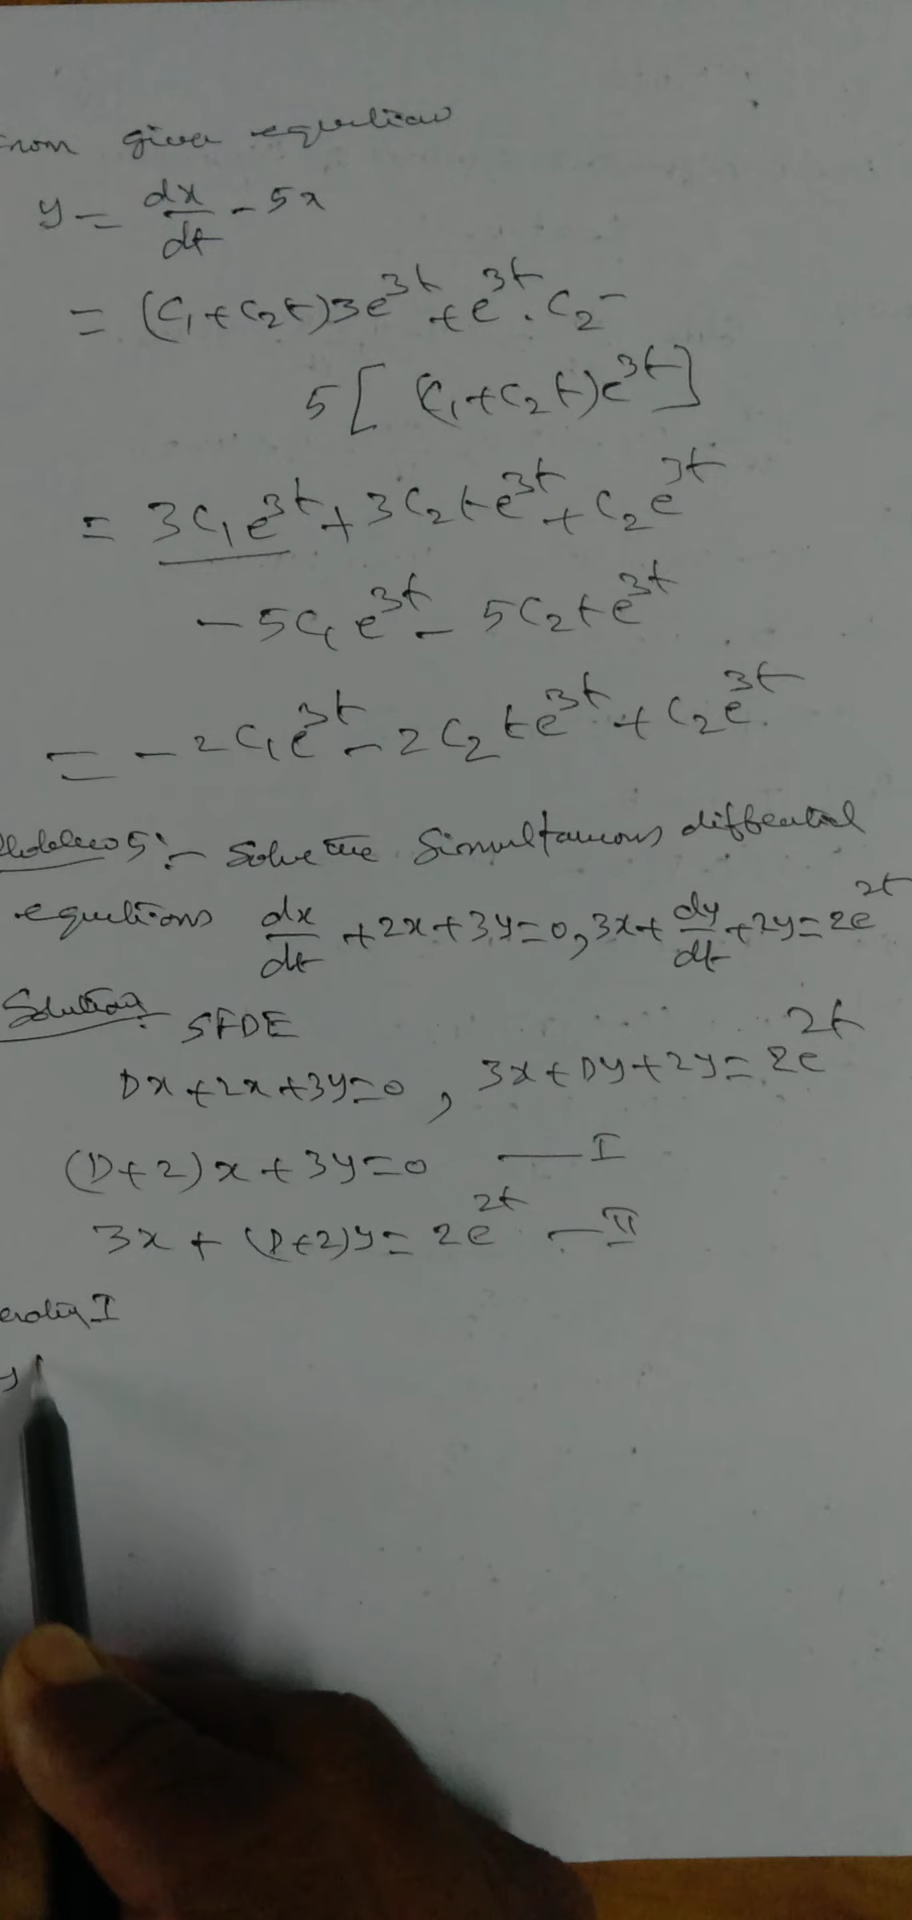 from given equation
y = dx/dt - 5x
= (C₁+C₂t)3e^3t + e^3t . C₂ -
5[(C₁+C₂t)e^3t]
= 3C₁e^3t + 3C₂te^3t + C₂e^3t
- 5C₁e^3t - 5C₂te^3t
= - 2C₁e^3t - 2C₂te^3t + C₂e^3t.
5:- Solve the Simultaneous diffential
equations dx/dt + 2x + 3y = 0, 3x + dy/dt + 2y = 2e^2t
Solution: SFDE
Dx + 2x + 3y = 0, 3x + Dy + 2y = 2e^2t
(D+2)x + 3y = 0 — I
3x + (D+2)y = 2e^2t — II
I
y